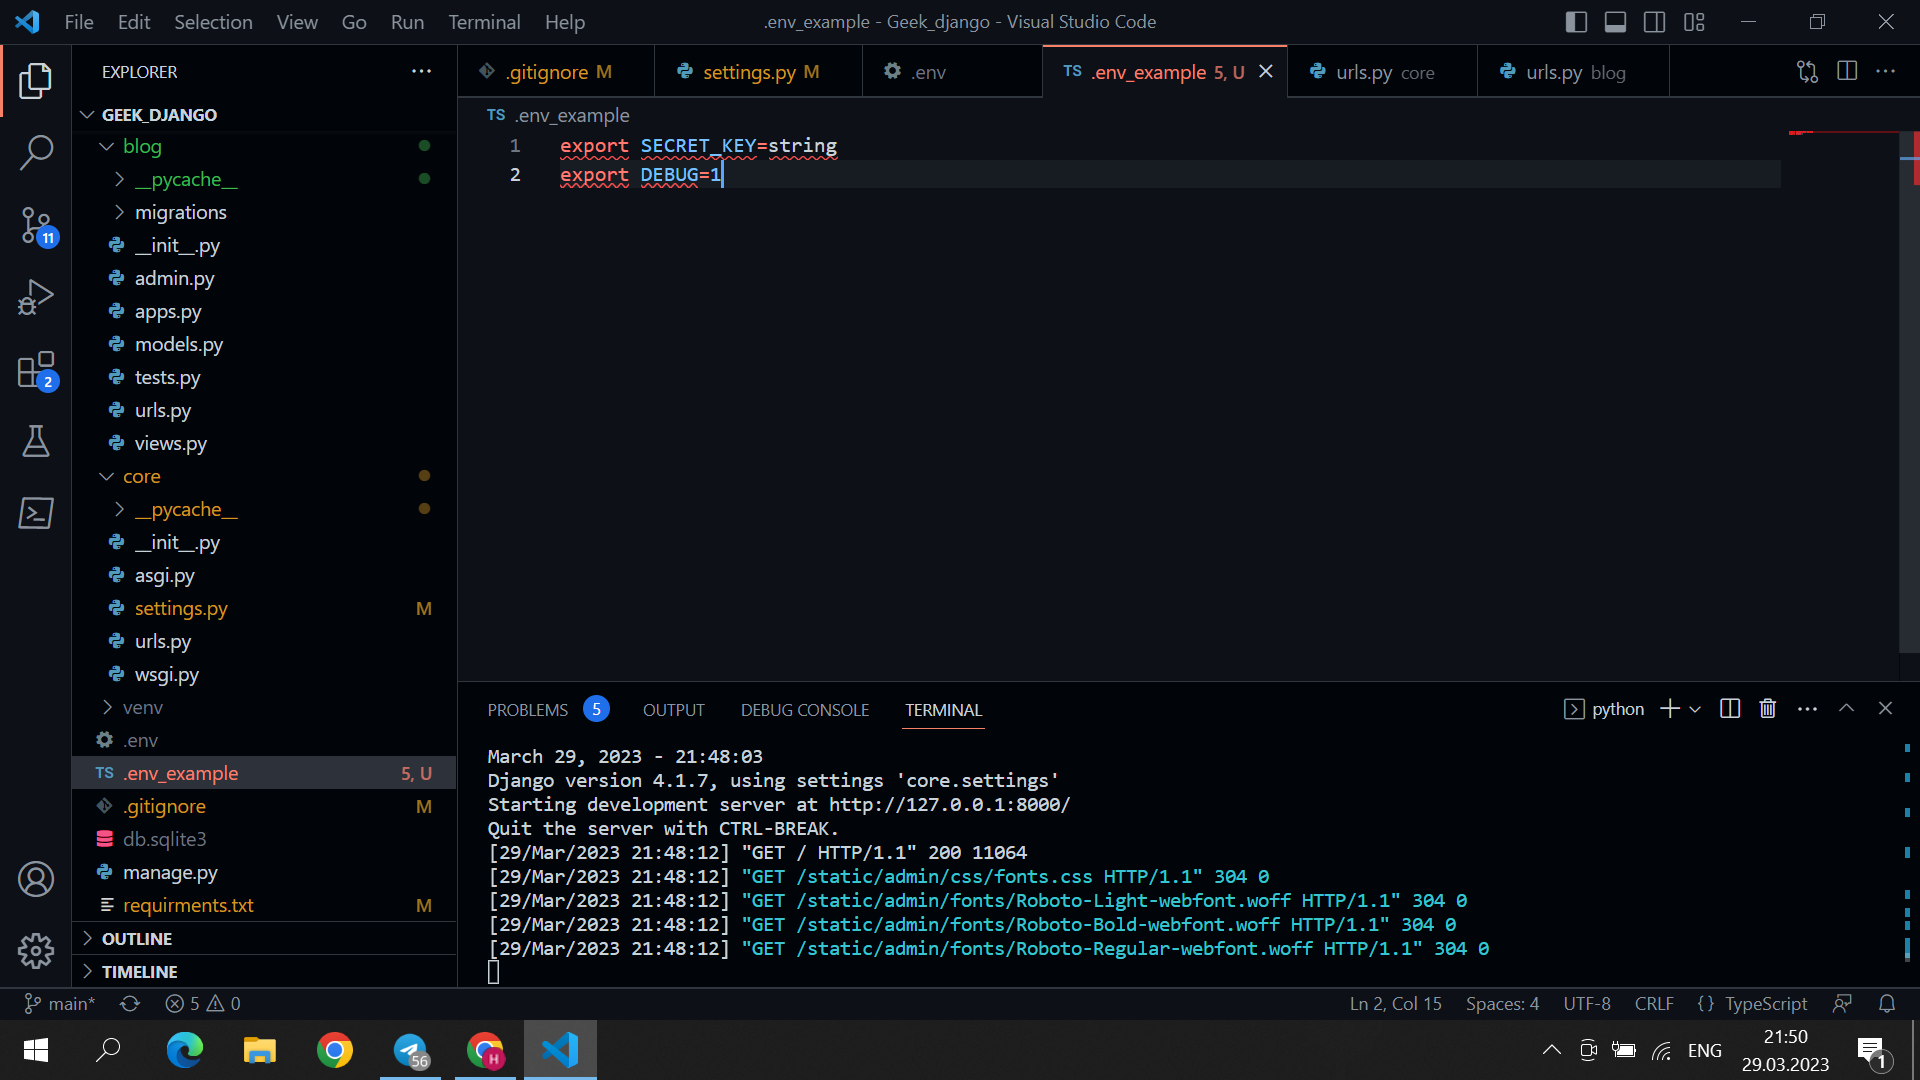 File Edit Selection View Go Run Terminal Help .env_example - Geek_django - Visual Studio Code
EXPLORER
.gitignore M
settings.py M
.env
TS .env_example 5, U
urls.py core
urls.py blog
GEEK_DJANGO
blog
__pycache__
migrations
__init__.py
admin.py
apps.py
models.py
tests.py
urls.py
views.py
core
__pycache__
__init__.py
asgi.py
settings.py M
urls.py
wsgi.py
venv
.env
TS .env_example 5, U
.gitignore M
db.sqlite3
manage.py
requirments.txt M
OUTLINE
TIMELINE
11
2
TS .env_example
1 export SECRET_KEY=string
2 export DEBUG=1
PROBLEMS 5 OUTPUT DEBUG CONSOLE TERMINAL python
March 29, 2023 - 21:48:03
Django version 4.1.7, using settings 'core.settings'
Starting development server at http://127.0.0.1:8000/
Quit the server with CTRL-BREAK.
[29/Mar/2023 21:48:12] "GET / HTTP/1.1" 200 11064
[29/Mar/2023 21:48:12] "GET /static/admin/css/fonts.css HTTP/1.1" 304 0
[29/Mar/2023 21:48:12] "GET /static/admin/fonts/Roboto-Light-webfont.woff HTTP/1.1" 304 0
[29/Mar/2023 21:48:12] "GET /static/admin/fonts/Roboto-Bold-webfont.woff HTTP/1.1" 304 0
[29/Mar/2023 21:48:12] "GET /static/admin/fonts/Roboto-Regular-webfont.woff HTTP/1.1" 304 0
main* 5 0 Ln 2, Col 15 Spaces: 4 UTF-8 CRLF {} TypeScript
56
H
ENG
21:50
29.03.2023
1